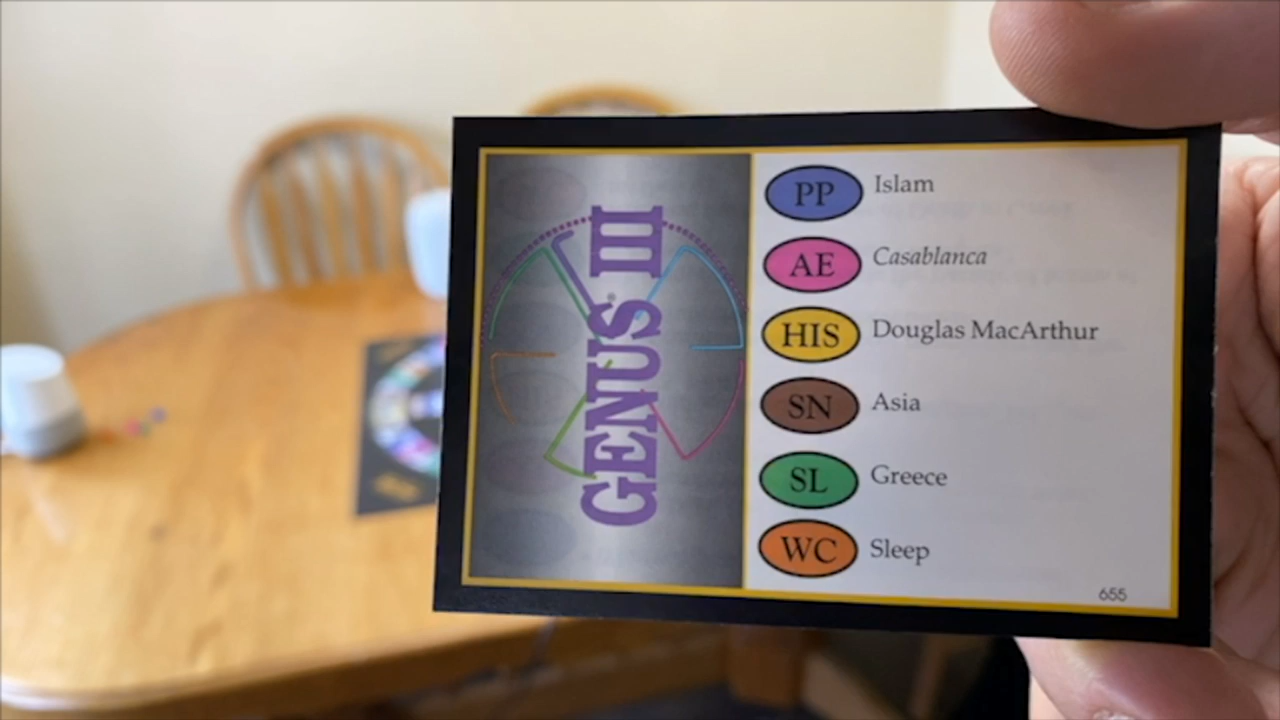 GENUS III
PP Islam
AE Casablanca
HIS Douglas MacArthur
SN Asia
SL Greece
WC Sleep
655